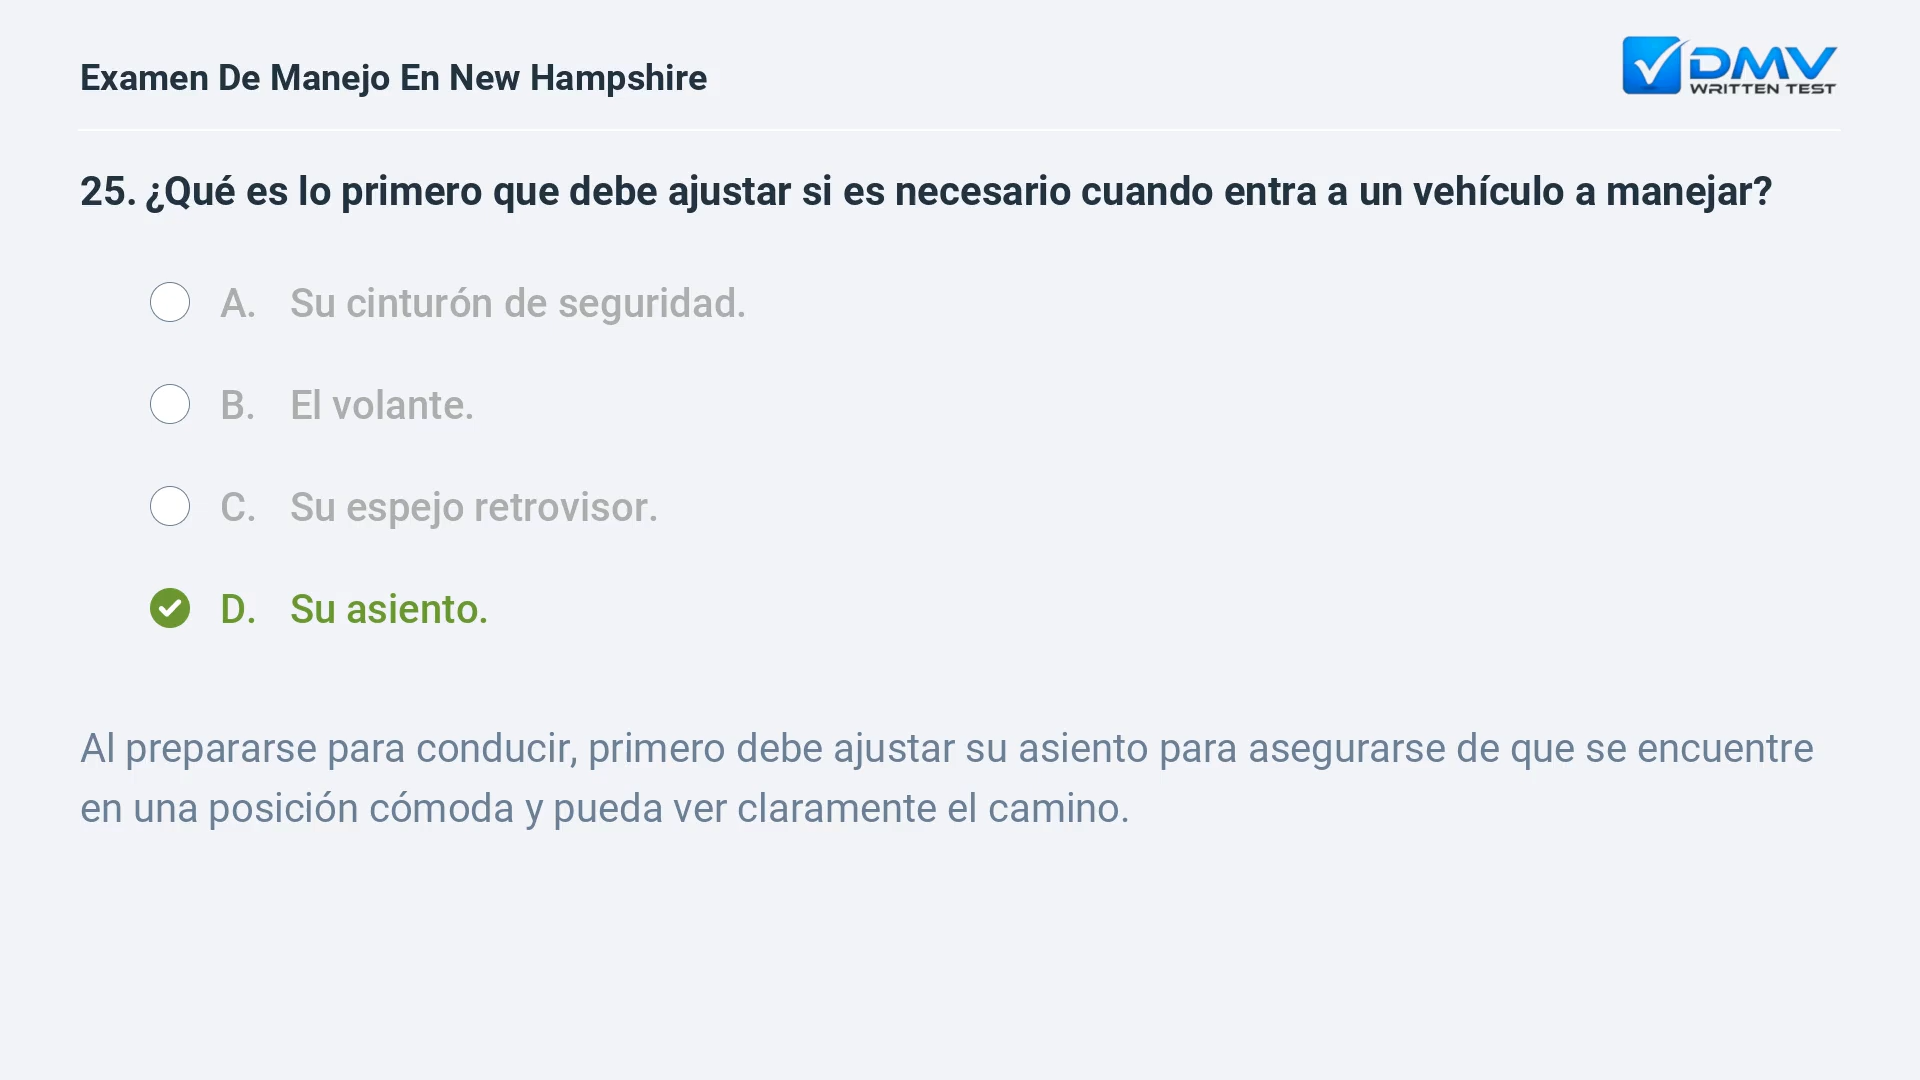 Examen De Manejo En New Hampshire
DMV
WRITTEN TEST
25. ¿Qué es lo primero que debe ajustar si es necesario cuando entra a un vehículo a manejar?
A. Su cinturón de seguridad.
B. El volante.
C. Su espejo retrovisor.
D. Su asiento.
Al prepararse para conducir, primero debe ajustar su asiento para asegurarse de que se encuentre
en una posición cómoda y pueda ver claramente el camino.